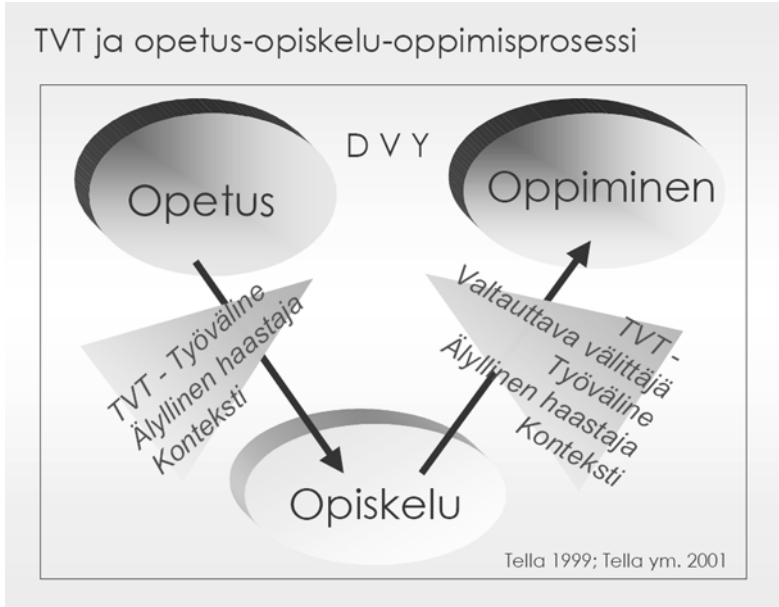 TVT ja opetus-opiskelu-oppimisprosessi
Opetus
D V Y
Oppiminen
TVT - Työväline
Älyllinen haastaja
Konteksti
TVT -
Valtauttava välittäjä
Työväline
Älyllinen haastaja
Konteksti
Opiskelu
Tella 1999; Tella ym. 2001